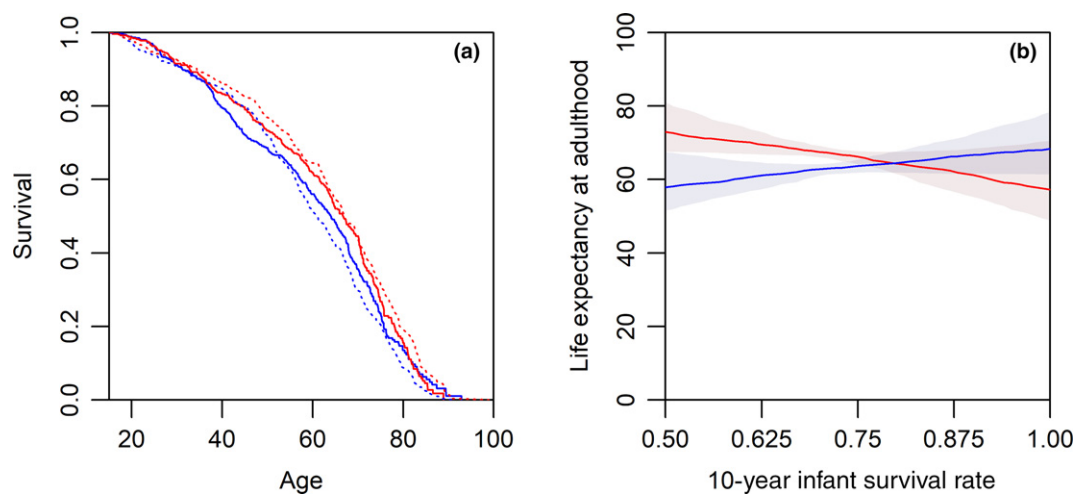 (a)
Survival
1.0
0.8
0.6
0.4
0.2
0.0
20 40 60 80 100
Age
(b)
Life expectancy at adulthood
100
80
60
40
20
0
0.50 0.625 0.75 0.875 1.00
10-year infant survival rate